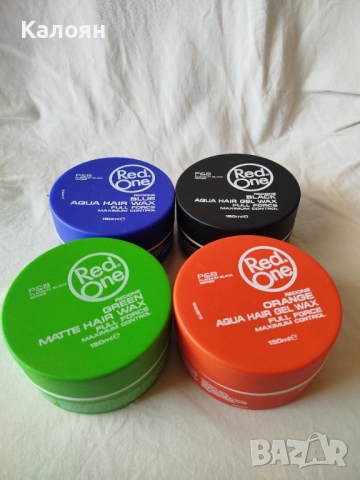 Калоян
Red
One
REDONE
BLUE
AQUA HAIR WAX
FULL FORCE
MAXIMUM CONTROL
150ml e
Red
One
REDONE
BLACK
AQUA HAIR GEL WAX
FULL FORCE
MAXIMUM CONTROL
150ml e
Red
One
REDONE
GREEN
MATTE HAIR WAX
FULL FORCE
MAXIMUM CONTROL
150ml e
Red
One
REDONE
ORANGE
AQUA HAIR GEL WAX
FULL FORCE
MAXIMUM CONTROL
150ml e
BAZAR